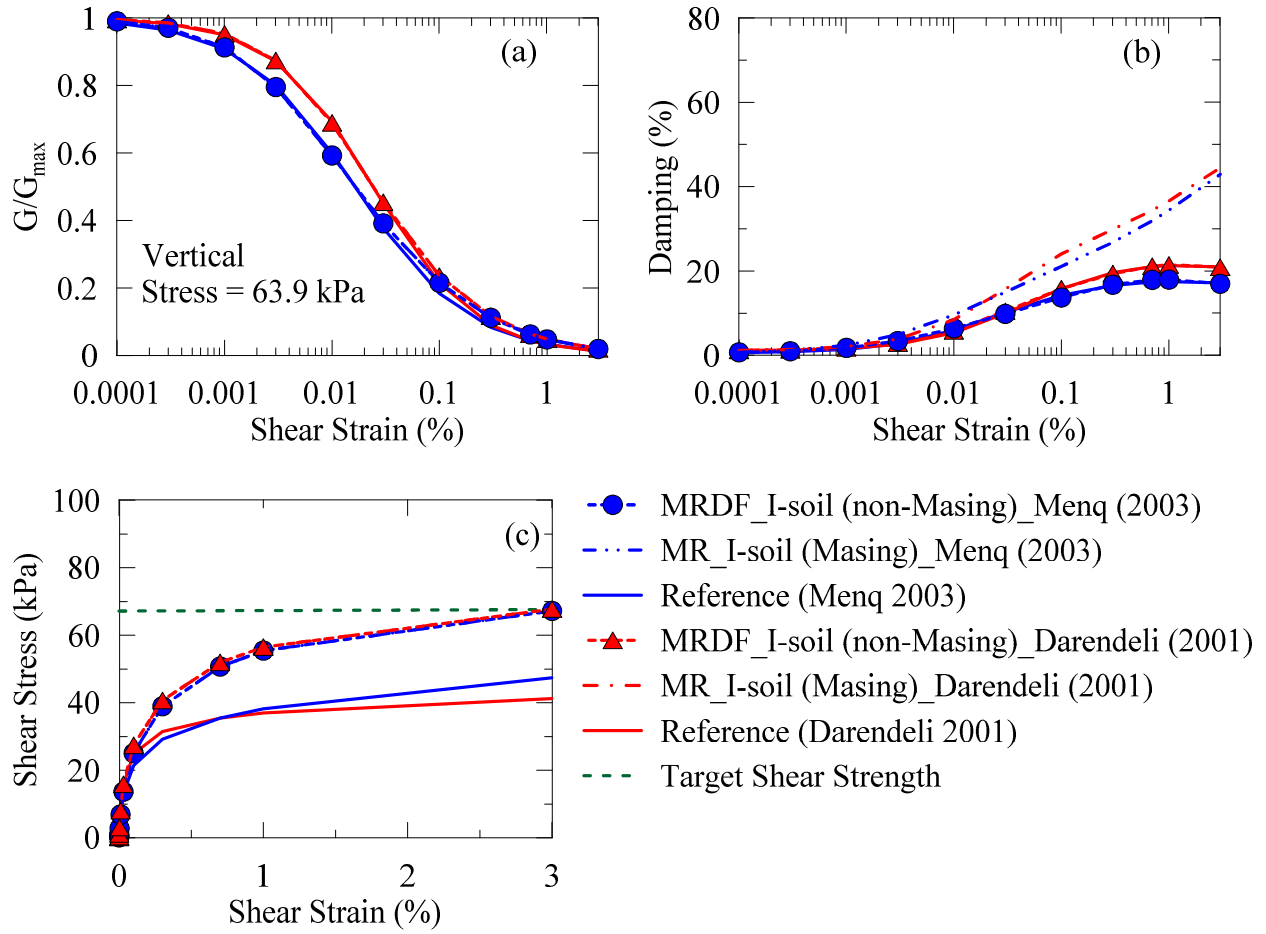 1
0.8
0.6
0.4
0.2
0
G/Gmax
(a)
Vertical
Stress = 63.9 kPa
0.0001 0.001 0.01 0.1 1
Shear Strain (%)
80
60
40
20
0
Damping (%)
(b)
0.0001 0.001 0.01 0.1 1
Shear Strain (%)
100
80
60
40
20
0
Shear Stress (kPa)
(c)
0 1 2 3
Shear Strain (%)
MRDF_I-soil (non-Masing)_Menq (2003)
MR_I-soil (Masing)_Menq (2003)
Reference (Menq 2003)
MRDF_I-soil (non-Masing)_Darendeli (2001)
MR_I-soil (Masing)_Darendeli (2001)
Reference (Darendeli 2001)
Target Shear Strength